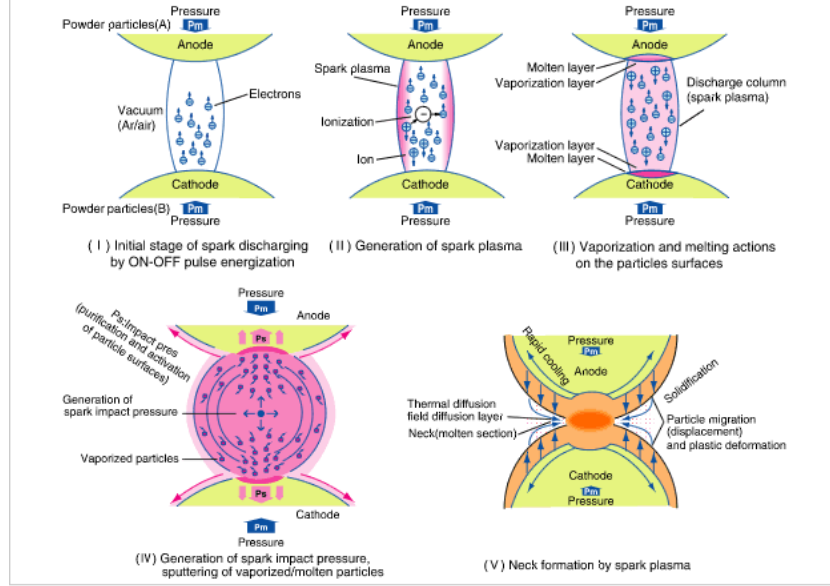 Pressure
Pm
Powder particles(A)
Anode
Electrons
Vacuum
(Ar/air)
Cathode
Powder particles(B)
Pm
Pressure
( I ) Initial stage of spark discharging
by ON-OFF pulse energization
Pressure
Pm
Anode
Spark plasma
Ionization
Ion
Cathode
Pm
Pressure
(II) Generation of spark plasma
Pressure
Pm
Anode
Molten layer
Vaporization layer
Discharge column
(spark plasma)
Vaporization layer
Molten layer
Cathode
Pm
Pressure
(III) Vaporization and melting actions
on the particles surfaces
Pressure
Pm
Anode
Ps:Impact pres
(purification and activation
of particle surfaces)
Ps
Generation of
spark impact pressure
Vaporized particles
Ps
Cathode
Pm
Pressure
(IV) Generation of spark impact pressure,
sputtering of vaporized/molten particles
Rapid cooling
Pressure
Pm
Anode
Solidification
Thermal diffusion
field diffusion layer
Neck(molten section)
Particle migration
(displacement)
and plastic deformation
Cathode
Pm
Pressure
(V) Neck formation by spark plasma